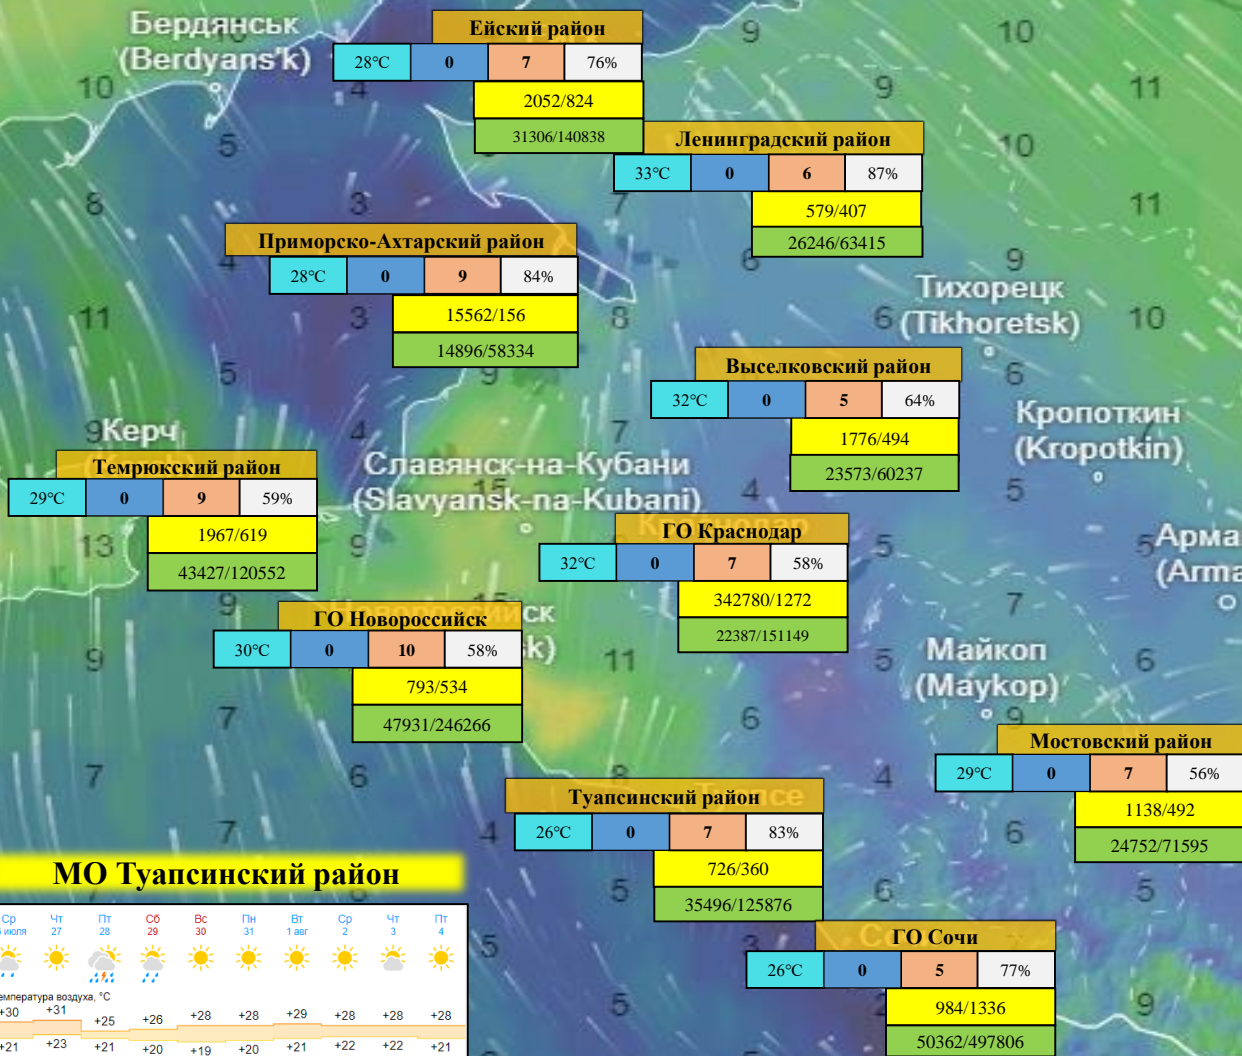 Бердянськ
(Berdyans'k)
Ейский район
28°C 0 7 76%
2052/824
31306/140838
Ленинградский район
33°C 0 6 87%
579/407
26246/63415
Приморско-Ахтарский район
28°C 0 9 84%
15562/156
14896/58334
Тихорецк
(Tikhoretsk)
Выселковский район
32°C 0 5 64%
1776/494
23573/60237
Кропоткин
(Kropotkin)
Керч
Темрюкский район
29°C 0 9 59%
1967/619
43427/120552
Славянск-на-Кубани
(Slavyansk-na-Kubani)
ГО Краснодар
32°C 0 7 58%
342780/1272
22387/151149
Арма
(Arma
ГО Новороссийск
30°C 0 10 58%
793/534
47931/246266
Майкоп
(Maykop)
Мостовский район
29°C 0 7 56%
1138/492
24752/71595
Туапсинский район
26°C 0 7 83%
726/360
35496/125876
ГО Сочи
26°C 0 5 77%
984/1336
50362/497806
МО Туапсинский район
Ср Чт Пт Сб Вс Пн Вт Ср Чт Пт
июля 27 28 29 30 31 1 авг 2 3 4
емпература воздуха, °C
+30 +31 +25 +26 +28 +28 +29 +28 +28 +28
+21 +23 +21 +20 +19 +20 +21 +22 +22 +21